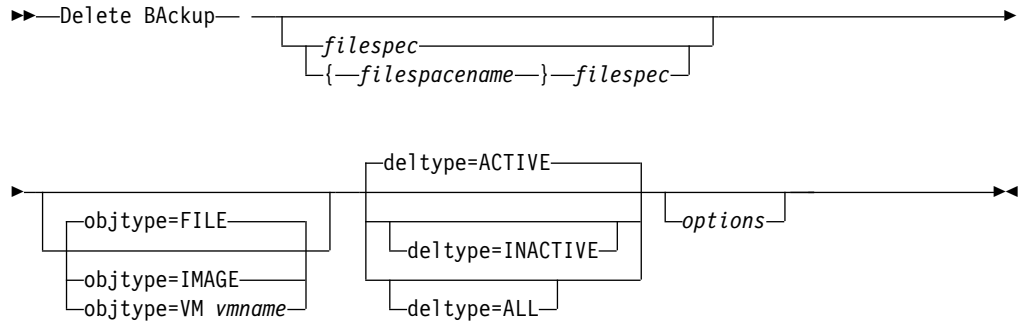 Delete BAckup
filespec
{ filespacename } filespec
deltype=ACTIVE
objtype=FILE
options
deltype=INACTIVE
objtype=IMAGE
objtype=VM vmname
deltype=ALL